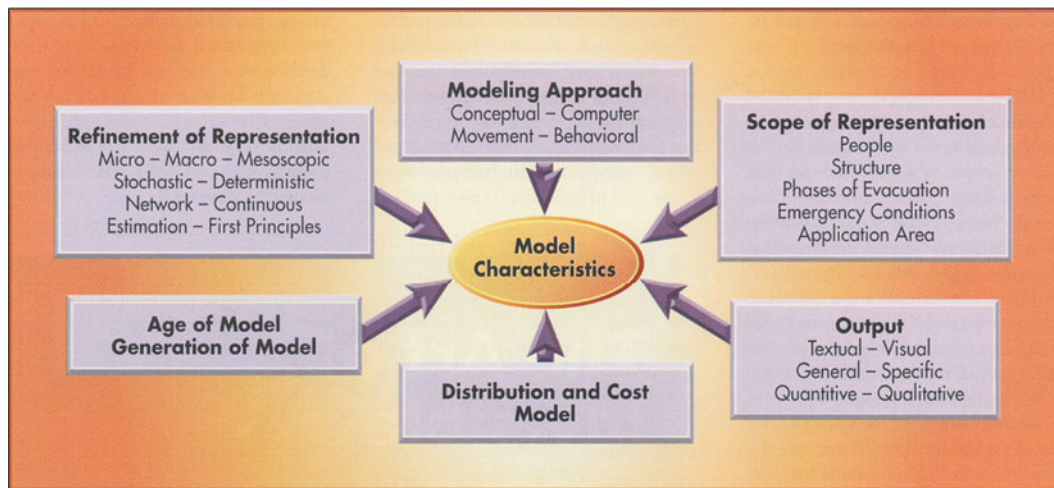 Modeling Approach
Conceptual – Computer
Movement – Behavioral
Refinement of Representation
Micro – Macro – Mesoscopic
Stochastic – Deterministic
Network – Continuous
Estimation – First Principles
Scope of Representation
People
Structure
Phases of Evacuation
Emergency Conditions
Application Area
Model
Characteristics
Age of Model
Generation of Model
Distribution and Cost
Model
Output
Textual – Visual
General – Specific
Quantitive – Qualitative